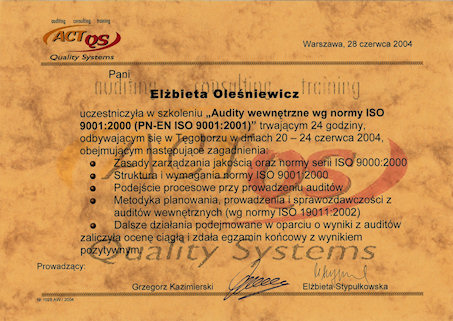 auditing consulting training
ACT QS
Quality Systems
Warszawa, 28 czerwca 2004
Pani
auditing consulting training
Elżbieta Oleśniewicz
uczestniczyła w szkoleniu „Audity wewnętrzne wg normy ISO
9001:2000 (PN-EN ISO 9001:2001)" trwającym 24 godziny,
odbywającym się w Tęgoborzu w dniach 20 – 24 czerwca 2004,
obejmującym następujące zagadnienia:
• Zasady zarządzania jakością oraz normy serii ISO 9000:2000
• Struktura i wymagania normy ISO 9001:2000
• Podejście procesowe przy prowadzeniu auditów
• Metodyka planowania, prowadzenia i sprawozdawczości z
auditów wewnętrznych (wg normy ISO 19011:2002)
• Dalsze działania podejmowane w oparciu o wyniki z auditów
zaliczyła ocenę ciągłą i zdała egzamin końcowy z wynikiem
pozytywnym
Quality Systems
Prowadzący:
Grzegorz Kazimierski
Elżbieta Stypułkowska